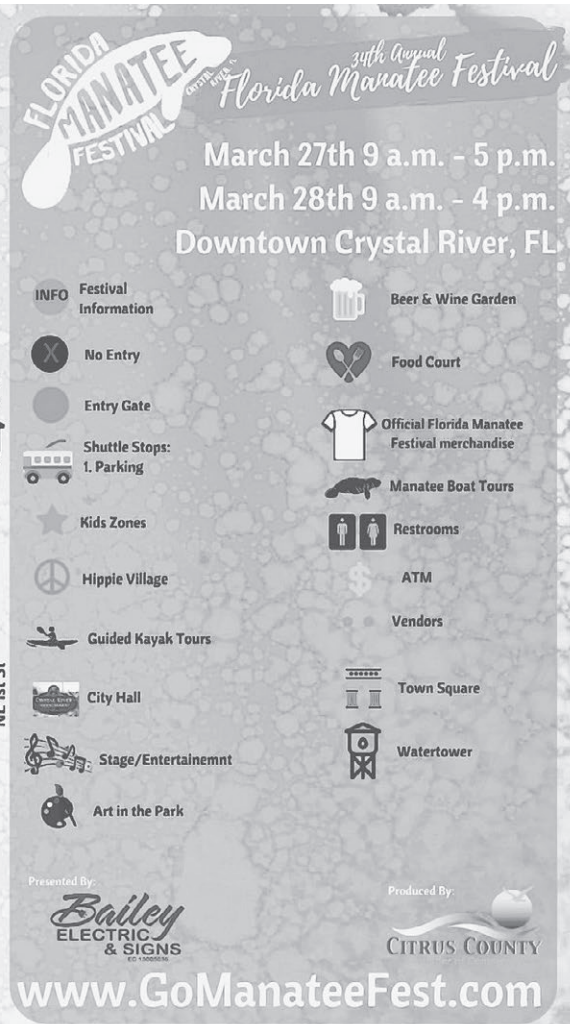 FLORIDA
MANATEE
FESTIVAL
CRYSTAL
RIVER, FL
34th Annual
Florida Manatee Festival
March 27th 9 a.m. - 5 p.m.
March 28th 9 a.m. - 4 p.m.
Downtown Crystal River, FL
INFO Festival
Information
X No Entry
Entry Gate
Shuttle Stops:
1. Parking
Kids Zones
Hippie Village
Guided Kayak Tours
City Hall
Stage/Entertainemnt
Art in the Park
Beer & Wine Garden
Food Court
Official Florida Manatee
Festival merchandise
Manatee Boat Tours
Restrooms
$ ATM
Vendors
Town Square
Watertower
NE 1st St
Presented By:
Bailey
ELECTRIC
& SIGNS
Produced By:
CITRUS COUNTY
www.GoManateeFest.com